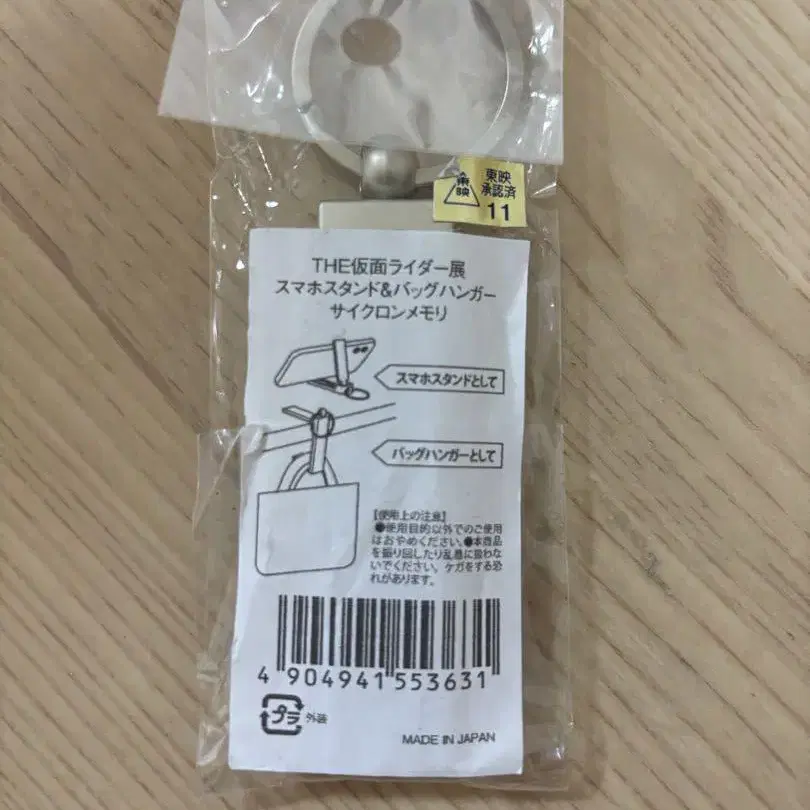 東映
東映
承認済
11
THE仮面ライダー展
スマホスタンド&バッグハンガー
サイクロンメモリ
スマホスタンドとして
バッグハンガーとして
【使用上の注意】
●使用目的以外でのご使用
はおやめください。●本商品
を振り回したり乱暴に扱わな
いでください。ケガをする恐
れがあります。
4 904941 553631
プラ 外装
MADE IN JAPAN